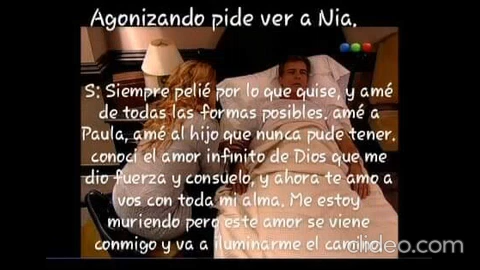 Agonizando pide ver a Nia.
S: Siempre pelié por lo que quise, y amé
de todas las formas posibles, amé a
Paula, amé al hijo que nunca pude tener.
conocí el amor infinito de Dios que me
dio fuerza y consuelo, y ahora te amo a
vos con toda mi alma. Me estoy
muriendo pero este amor se viene
conmigo y va a iluminarme el camino.
clideo.com